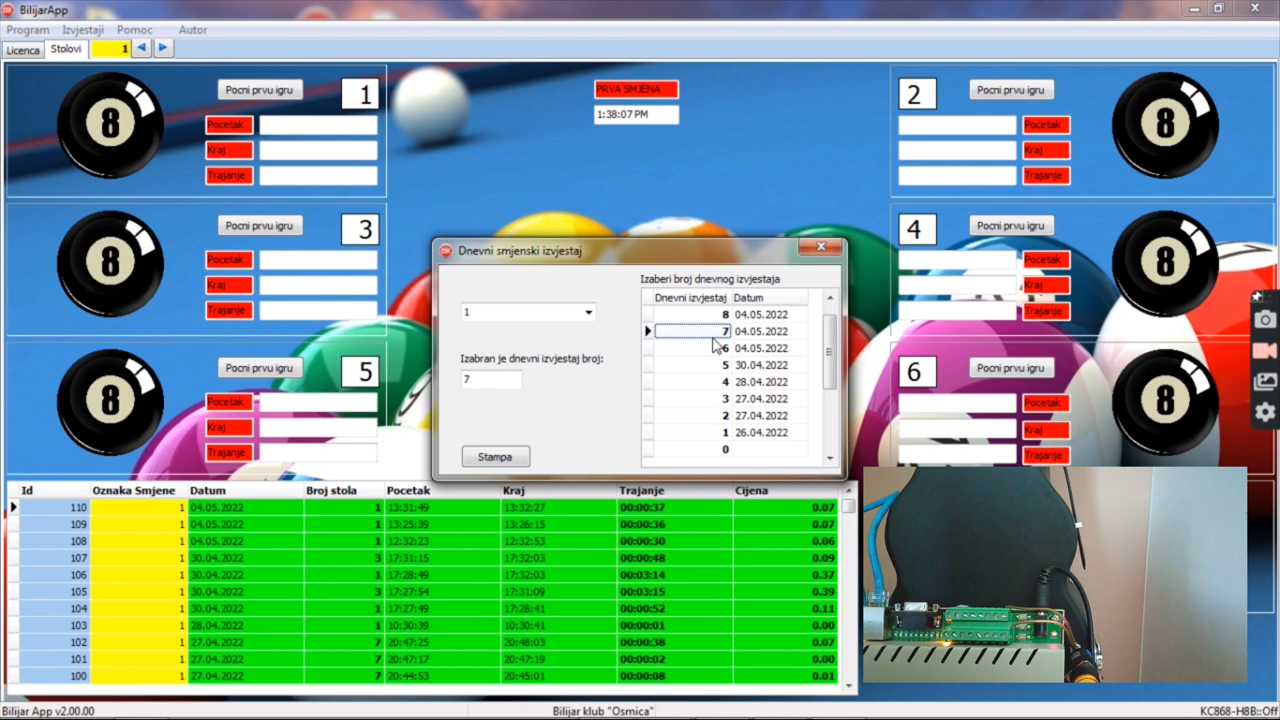 BilijarApp
Program Izvjestaji Pomoc Autor
Licenca Stolovi 1
8 Pocni prvu igru 1
Pocetak
Kraj
Trajanje
PRVA SMJENA
1:38:07 PM
2 Pocni prvu igru 8
Pocetak
Kraj
Trajanje
8 Pocni prvu igru 3
Pocetak
Kraj
Trajanje
4 Pocni prvu igru 8
Pocetak
Kraj
Trajanje
8 Pocni prvu igru 5
Pocetak
Kraj
Trajanje
6 Pocni prvu igru 8
Pocetak
Kraj
Trajanje
Dnevni smjenski izvjestaj
1
Izabran je dnevni izvjestaj broj:
7
Stampa
Izaberi broj dnevnog izvjestaja
Dnevni izvjestaj Datum
8 04.05.2022
7 04.05.2022
6 04.05.2022
5 30.04.2022
4 28.04.2022
3 27.04.2022
2 27.04.2022
1 26.04.2022
0
Id Oznaka Smjene Datum Broj stola Pocetak Kraj Trajanje Cijena
110 1 04.05.2022 1 13:31:49 13:32:27 00:00:37 0.07
109 1 04.05.2022 1 13:25:39 13:26:15 00:00:36 0.07
108 1 04.05.2022 1 12:32:23 12:32:53 00:00:30 0.06
107 1 30.04.2022 3 17:31:15 17:32:03 00:00:48 0.09
106 1 30.04.2022 1 17:28:49 17:32:03 00:03:14 0.37
105 1 30.04.2022 3 17:27:54 17:31:09 00:03:15 0.39
104 1 30.04.2022 1 17:27:49 17:28:41 00:00:52 0.11
103 1 28.04.2022 1 10:30:39 10:30:41 00:00:01 0.00
102 1 27.04.2022 7 20:47:25 20:48:03 00:00:38 0.07
101 1 27.04.2022 7 20:47:17 20:47:19 00:00:02 0.00
100 1 27.04.2022 7 20:44:53 20:45:01 00:00:08 0.01
Bilijar App v2.00.00 Bilijar klub "Osmica" KC868-H8B::Off